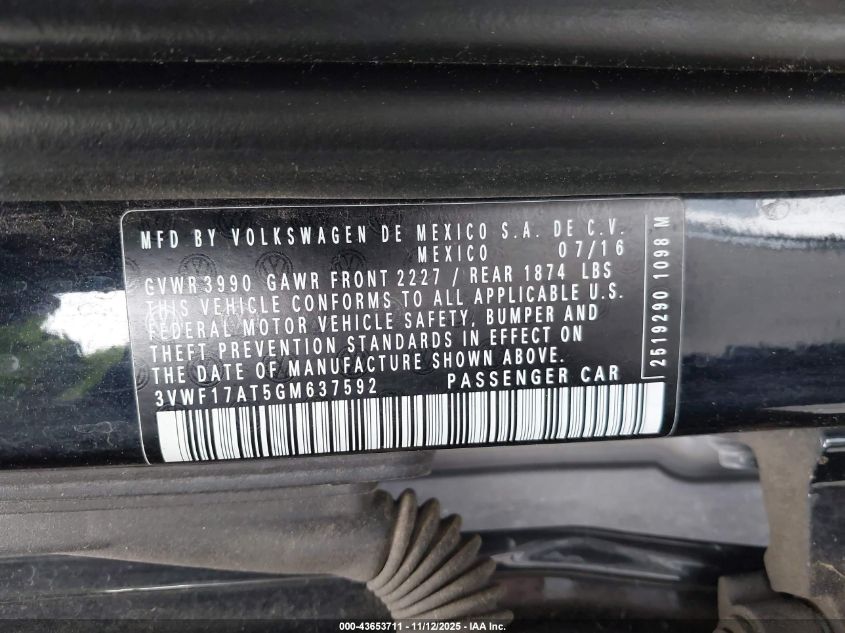 MFD BY VOLKSWAGEN DE MEXICO S.A. DE C.V.
MEXICO 07/16
GVWR 3990 GAWR FRONT 2227 / REAR 1874 LBS
THIS VEHICLE CONFORMS TO ALL APPLICABLE U.S.
FEDERAL MOTOR VEHICLE SAFETY, BUMPER AND
THEFT PREVENTION STANDARDS IN EFFECT ON
THE DATE OF MANUFACTURE SHOWN ABOVE.
3VWF17AT5GM637592 PASSENGER CAR
2519290 1098 M
000-43653711 - 11/12/2025 - IAA Inc.